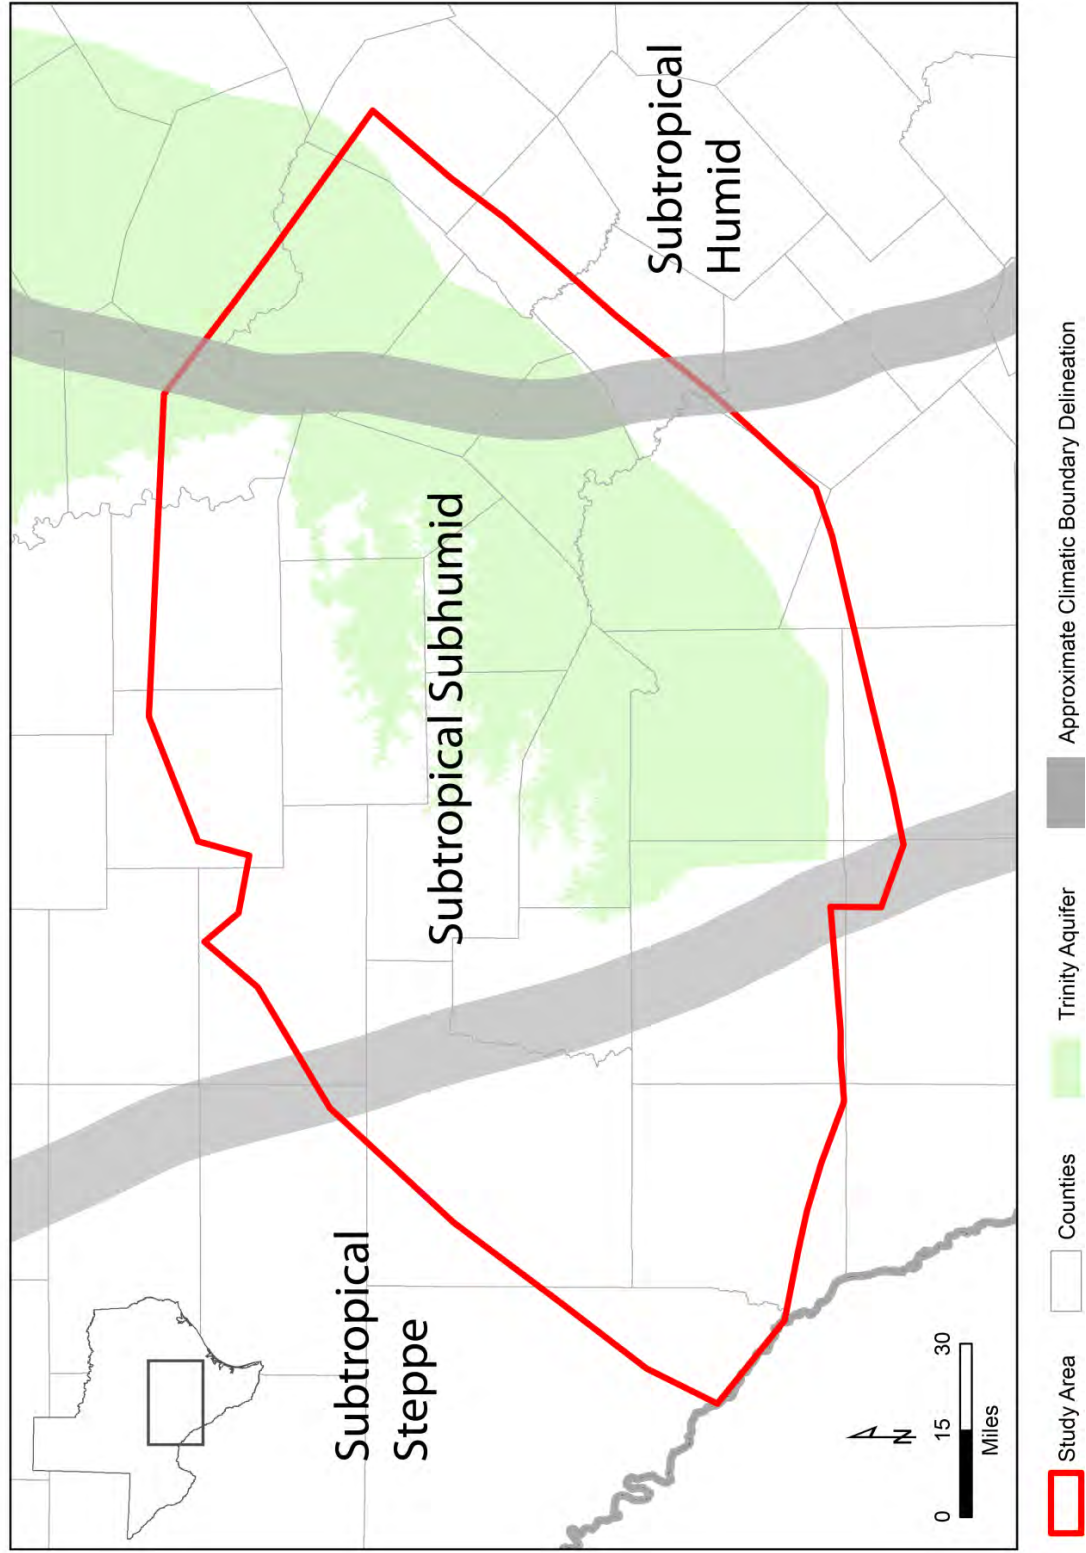 Subtropical
Steppe
Subtropical Subhumid
Subtropical
Humid
N
0 15 30
Miles
Study Area
Counties
Trinity Aquifer
Approximate Climatic Boundary Delineation